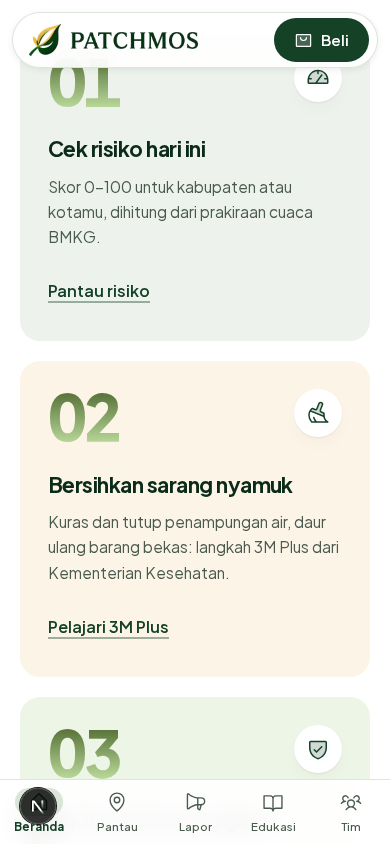 PATCHMOS
Beli
01
Cek risiko hari ini
Skor 0–100 untuk kabupaten atau
kotamu, dihitung dari prakiraan cuaca
BMKG.
Pantau risiko
02
Bersihkan sarang nyamuk
Kuras dan tutup penampungan air, daur
ulang barang bekas: langkah 3M Plus dari
Kementerian Kesehatan.
Pelajari 3M Plus
03
N
Beranda
Pantau
Lapor
Edukasi
Tim